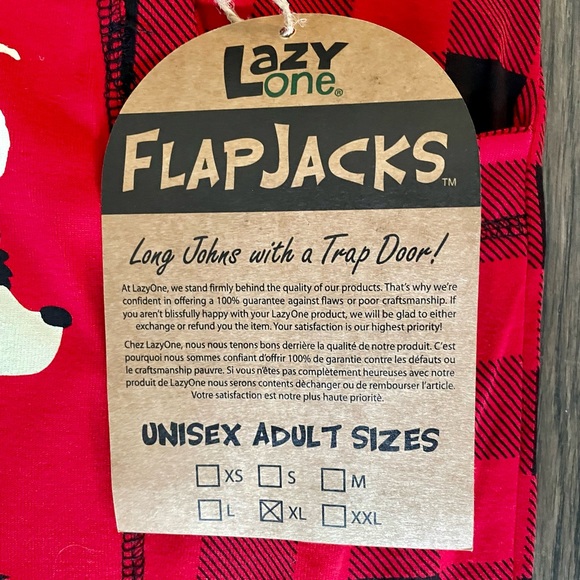 Lazy
One®
FLAPJACKS™
Long Johns with a Trap Door!
At LazyOne, we stand firmly behind the quality of our products. That's why we're
confident in offering a 100% guarantee against flaws or poor craftsmanship. If
you aren't blissfully happy with your LazyOne product, we will be glad to either
exchange or refund you the item. Your satisfaction is our highest priority!
Chez LazyOne, nous nous tenons bons derrière la qualité de notre produit. C'est
pourquoi nous sommes confiant d'offrir 100% de garantie contre les défauts ou
le craftsmanship pauvre. Si vous n'êtes pas complètement heureuses avec notre
produit de LazyOne nous serons contents dèchanger ou de rembourser l'article.
Votre satisfaction est notre plus haute prioritè.
UNISEX ADULT SIZES
XS S M
L XL XXL